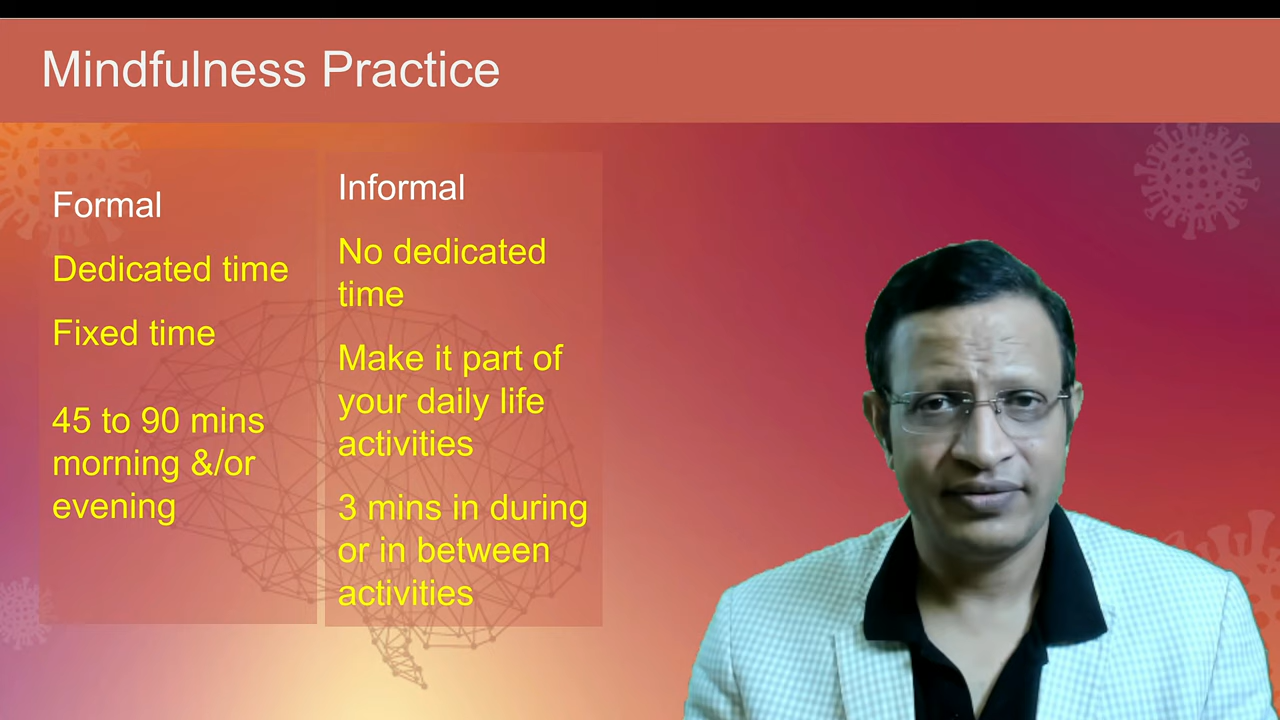 Mindfulness Practice
Formal
Dedicated time
Fixed time
45 to 90 mins
morning &/or
evening
Informal
No dedicated
time
Make it part of
your daily life
activities
3 mins in during
or in between
activities